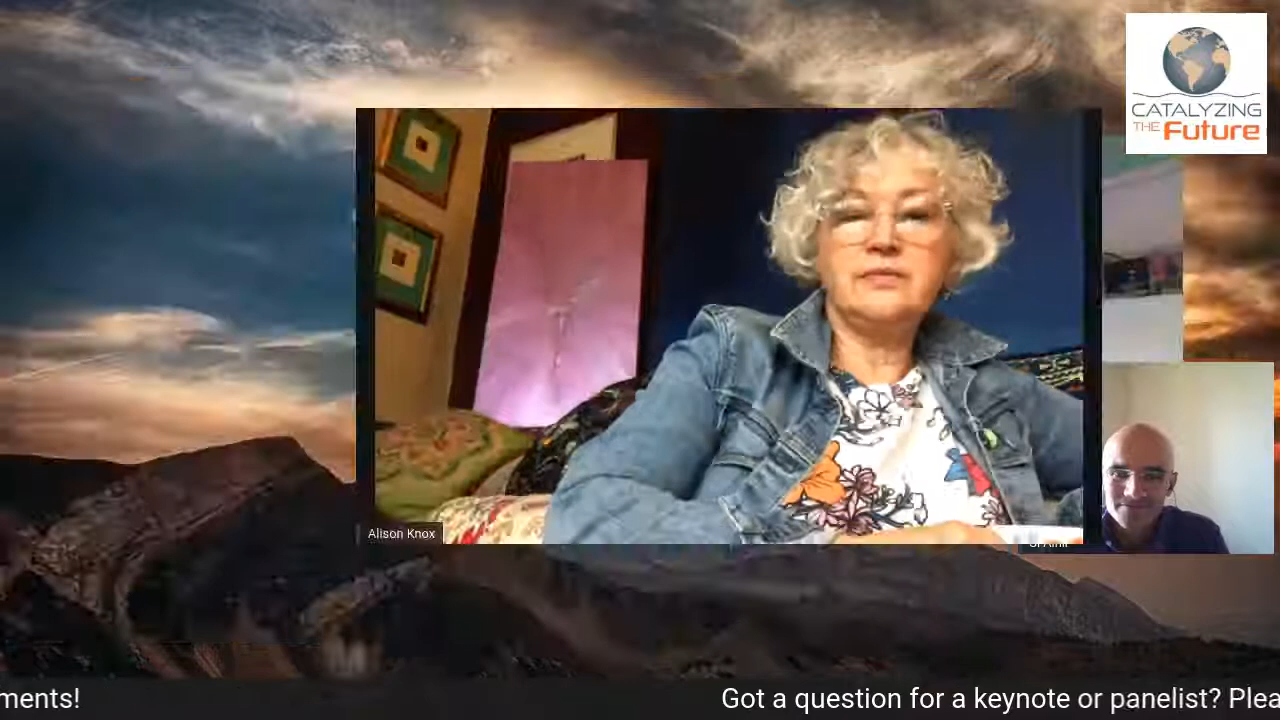 CATALYZING
THE Future
Alison Knox
ments!
Got a question for a keynote or panelist? Plea